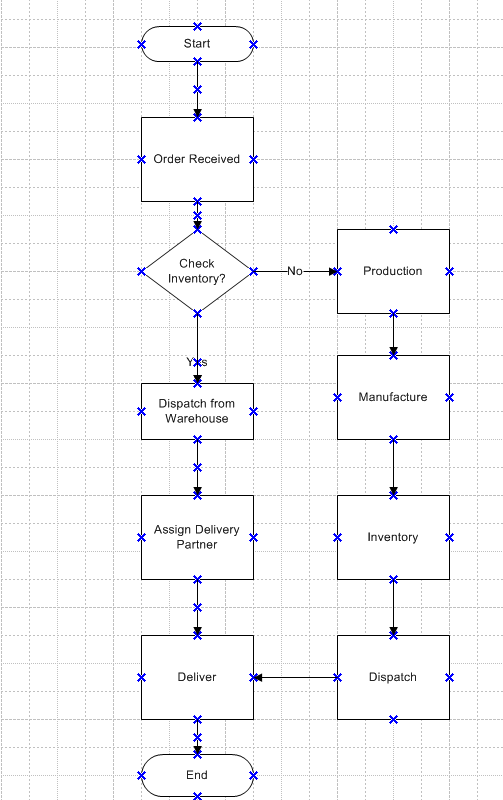 Start
Order Received
Check
Inventory?
No
Production
Yes
Manufacture
Dispatch from
Warehouse
Assign Delivery
Partner
Inventory
Deliver
Dispatch
End